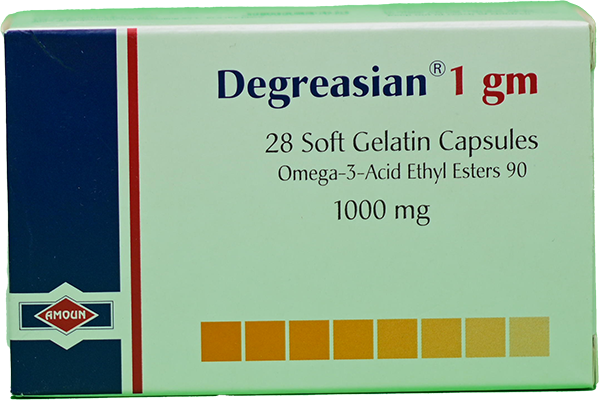 Degreasian® 1 gm
28 Soft Gelatin Capsules
Omega-3-Acid Ethyl Esters 90
1000 mg
AMOUN